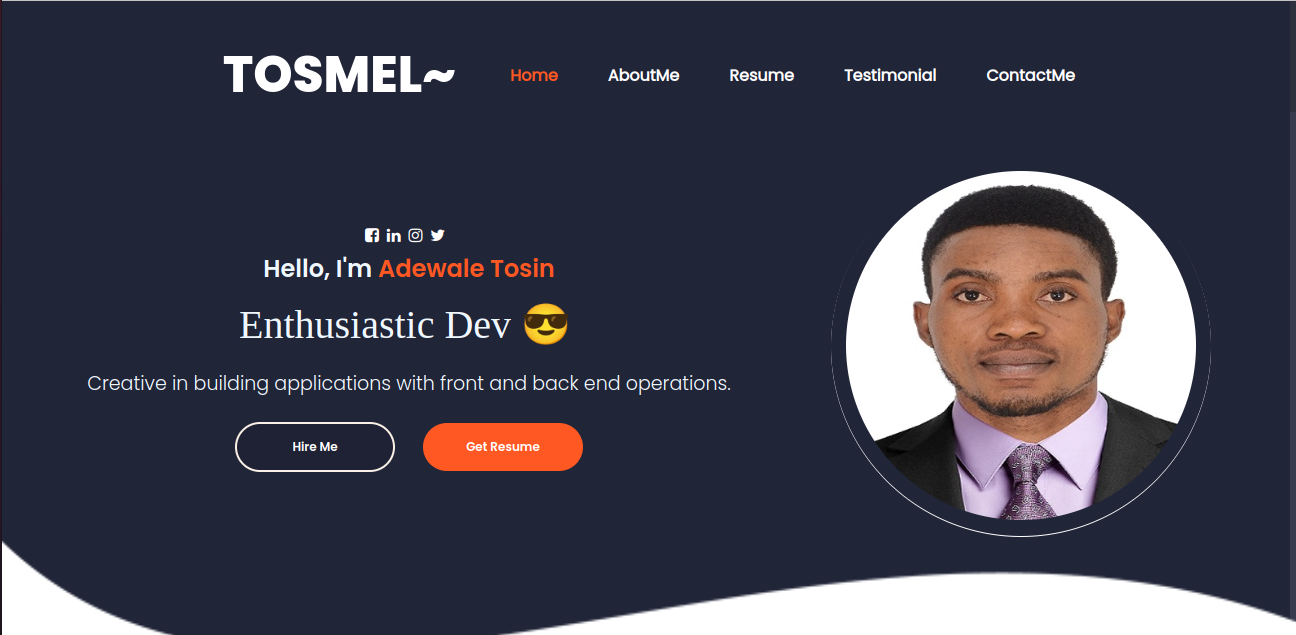 TOSMEL~
Home AboutMe Resume Testimonial ContactMe
Hello, I'm Adewale Tosin
Enthusiastic Dev 😎
Creative in building applications with front and back end operations.
Hire Me Get Resume